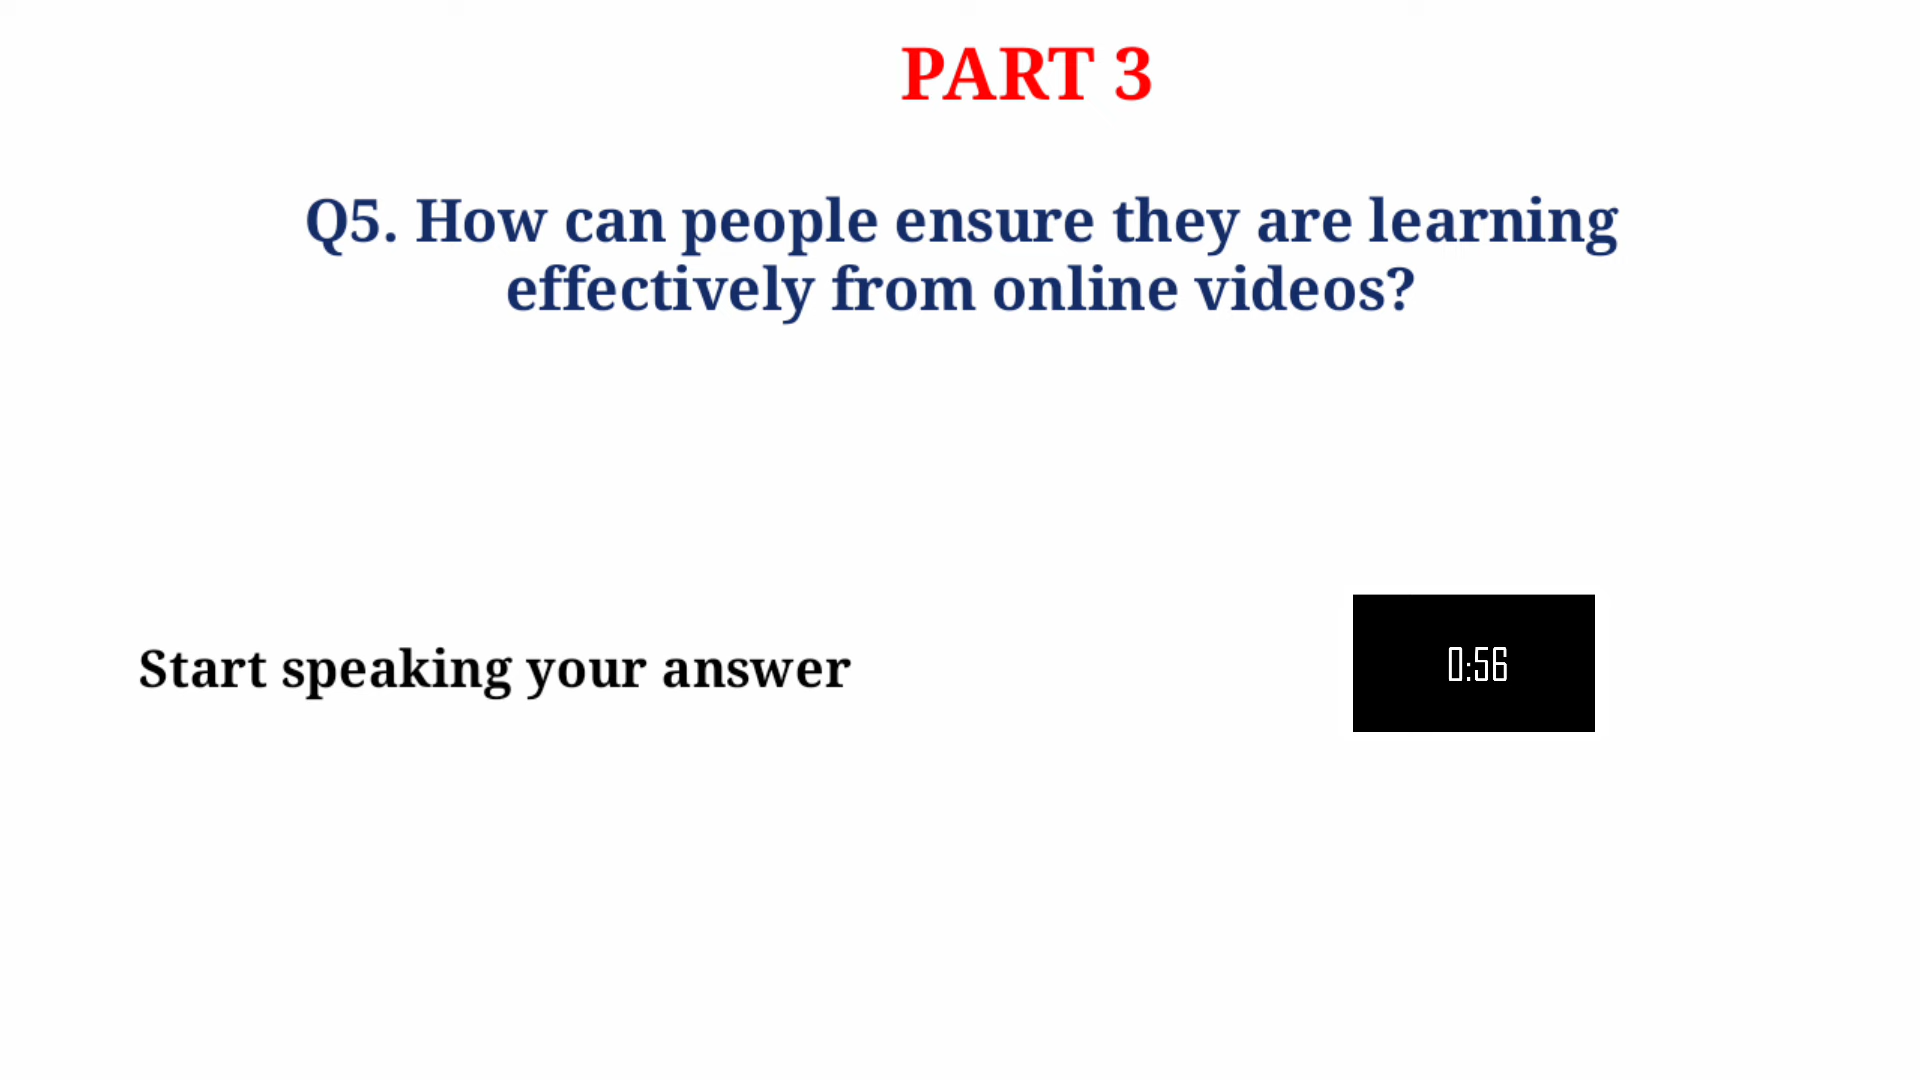 PART 3
Q5. How can people ensure they are learning
effectively from online videos?
Start speaking your answer
0:56